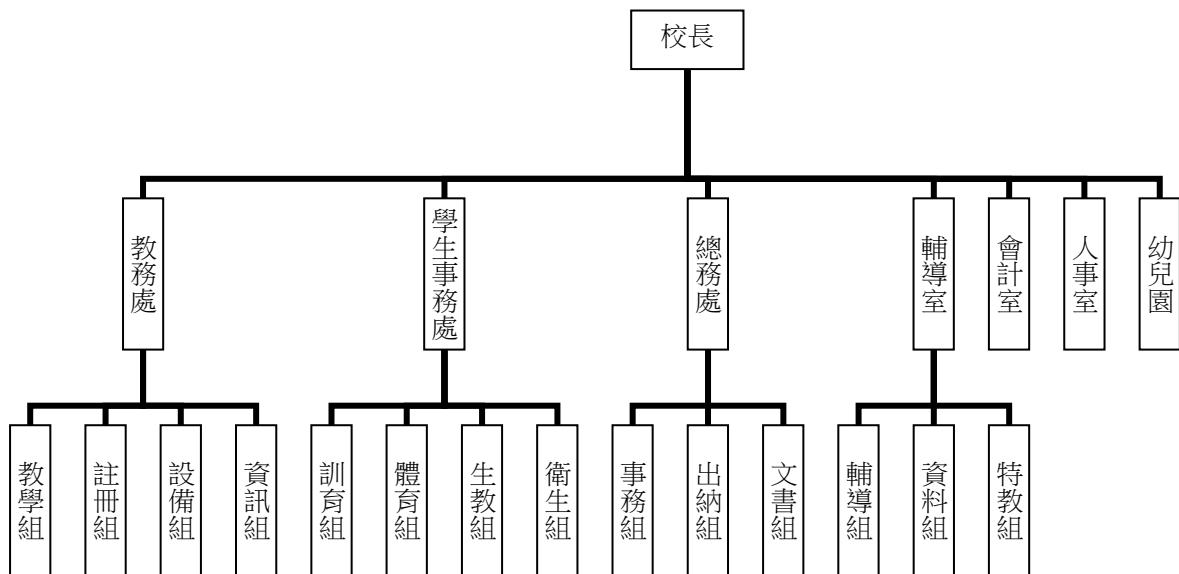 校長
教務處
學生事務處
總務處
輔導室
會計室
人事室
幼兒園
教學組
註冊組
設備組
資訊組
訓育組
體育組
生教組
衛生組
事務組
出納組
文書組
輔導組
資料組
特教組